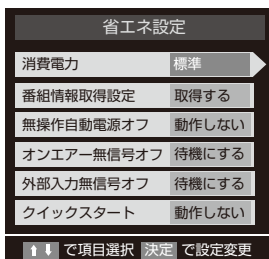 省エネ設定
消費電力 標準
番組情報取得設定 取得する
無操作自動電源オフ 動作しない
オンエアー無信号オフ 待機にする
外部入力無信号オフ 待機にする
クイックスタート 動作しない
⬆⬇ で項目選択 決定 で設定変更